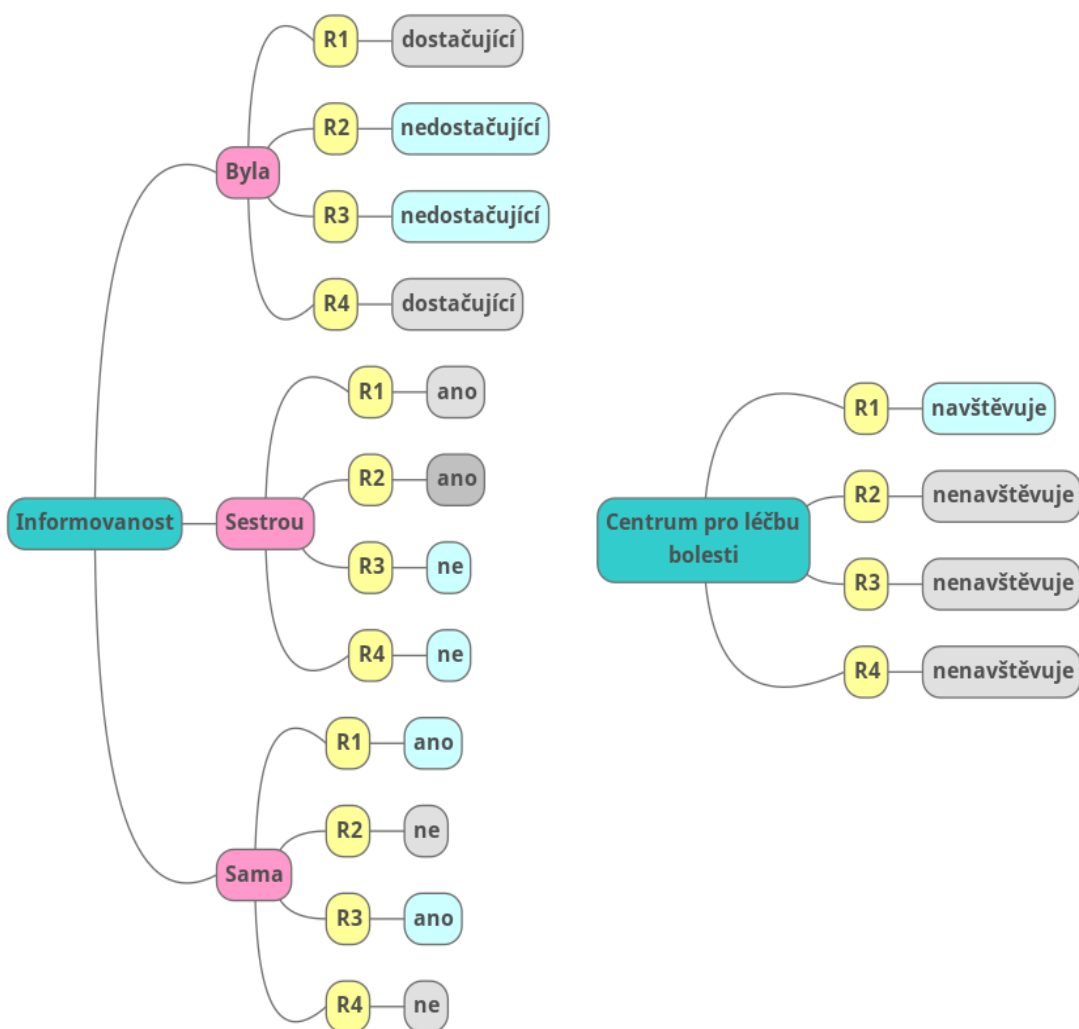 R1 dostačující
R2 nedostačující
Byla
R3 nedostačující
R4 dostačující
R1 ano
R2 ano
Informovanost
Sestrou
R3 ne
R4 ne
R1 ano
R2 ne
Sama
R3 ano
R4 ne
R1 navštěvuje
R2 nenavštěvuje
Centrum pro léčbu
bolesti
R3 nenavštěvuje
R4 nenavštěvuje